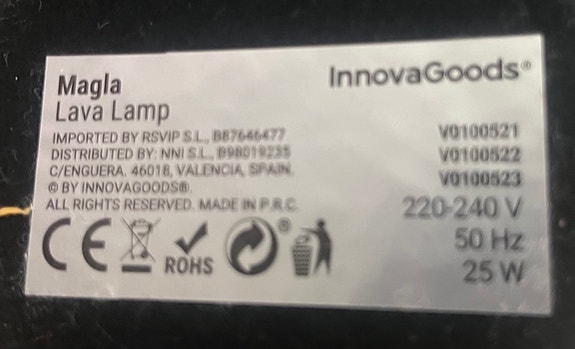 Magla
Lava Lamp
IMPORTED BY RSVIP S.L., B87646477
DISTRIBUTED BY: NNI S.L., B98019235
C/ENGUERA, 46018, VALENCIA, SPAIN.
© BY INNOVAGOODS®.
ALL RIGHTS RESERVED. MADE IN P.R.C.
CE
ROHS
®
InnovaGoods®
V0100521
V0100522
V0100523
220-240 V
50 Hz
25 W